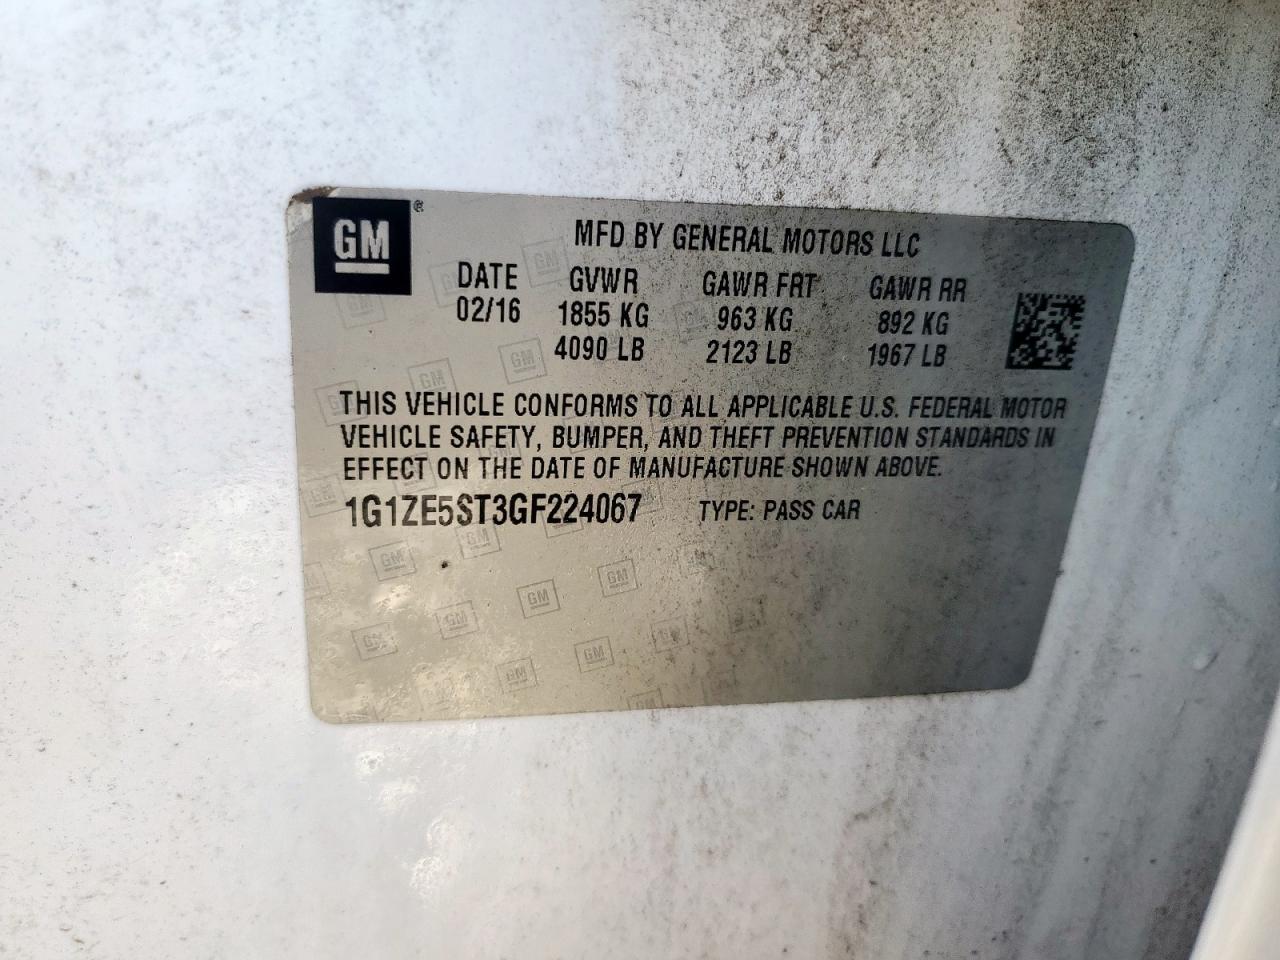 GM ®
MFD BY GENERAL MOTORS LLC
DATE GVWR GAWR FRT GAWR RR
02/16 1855 KG 963 KG 892 KG
4090 LB 2123 LB 1967 LB
THIS VEHICLE CONFORMS TO ALL APPLICABLE U.S. FEDERAL MOTOR
VEHICLE SAFETY, BUMPER, AND THEFT PREVENTION STANDARDS IN
EFFECT ON THE DATE OF MANUFACTURE SHOWN ABOVE.
1G1ZE5ST3GF224067 TYPE: PASS CAR